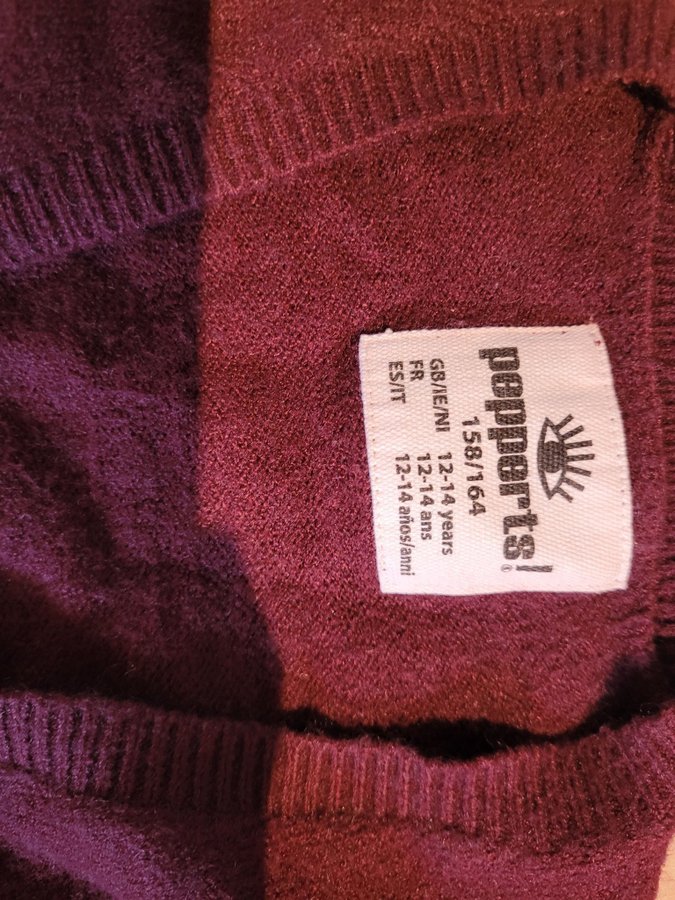 pepperts!
®
158/164
GB/IE/NI 12-14 years
FR 12-14 ans
ES/IT 12-14 años/anni